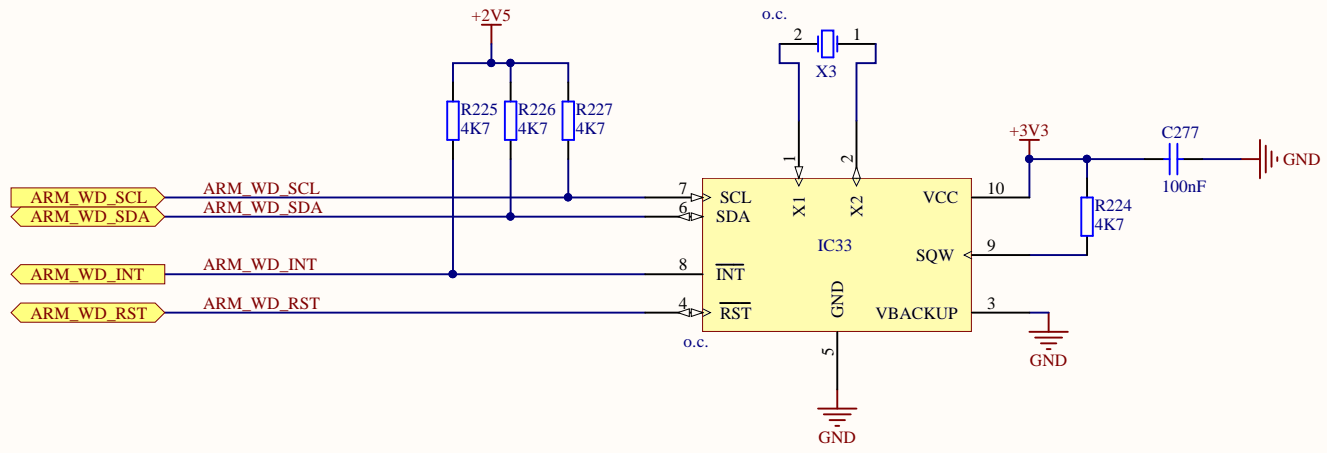 +2V5
o.c.
2
1
X3
R225
4K7
R226
4K7
R227
4K7
+3V3
C277
100nF
GND
R224
4K7
1
2
ARM_WD_SCL
ARM_WD_SCL
7
SCL
X1
X2
VCC
10
ARM_WD_SDA
ARM_WD_SDA
6
SDA
IC33
SQW
9
ARM_WD_INT
ARM_WD_INT
8
INT
ARM_WD_RST
ARM_WD_RST
4
RST
GND
VBACKUP
3
o.c.
5
GND
GND